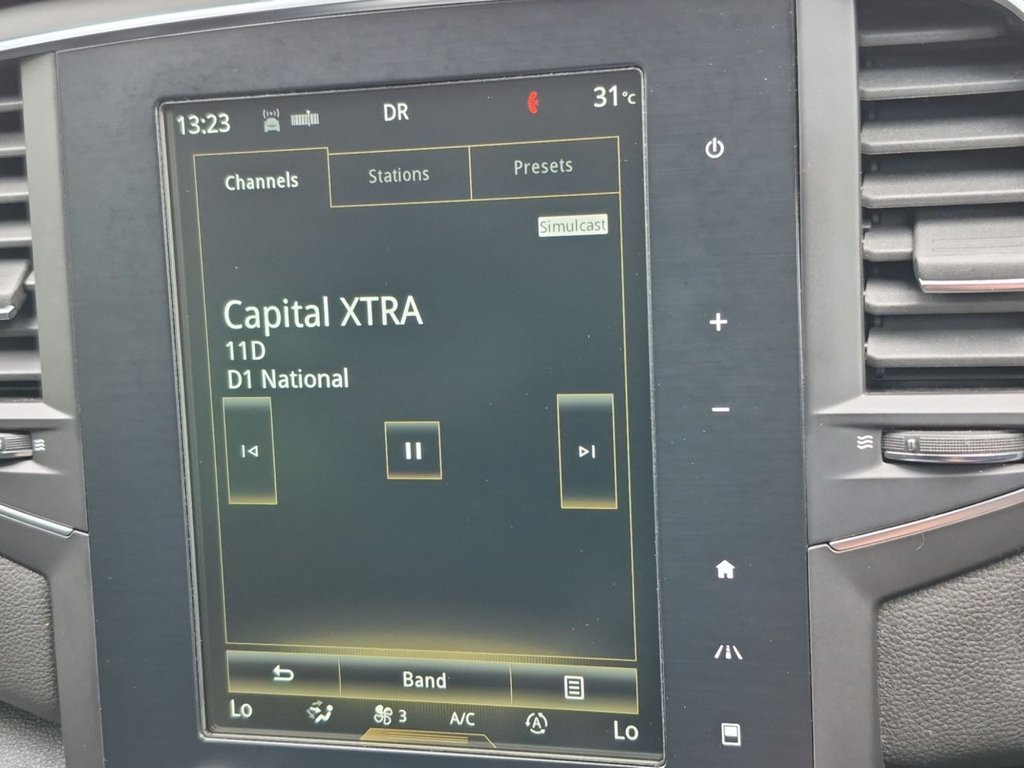 13:23 DR 31°c
Channels Stations Presets
Simulcast
Capital XTRA
11D
D1 National
Band
Lo 3 A/C A Lo